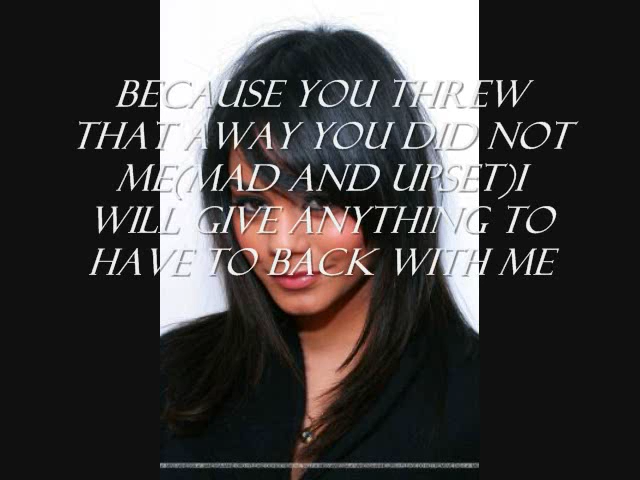 BECAUSE YOU THREW
THAT AWAY YOU DID NOT
ME(MAD AND UPSET)I
WILL GIVE ANYTHING TO
HAVE TO BACK WITH ME